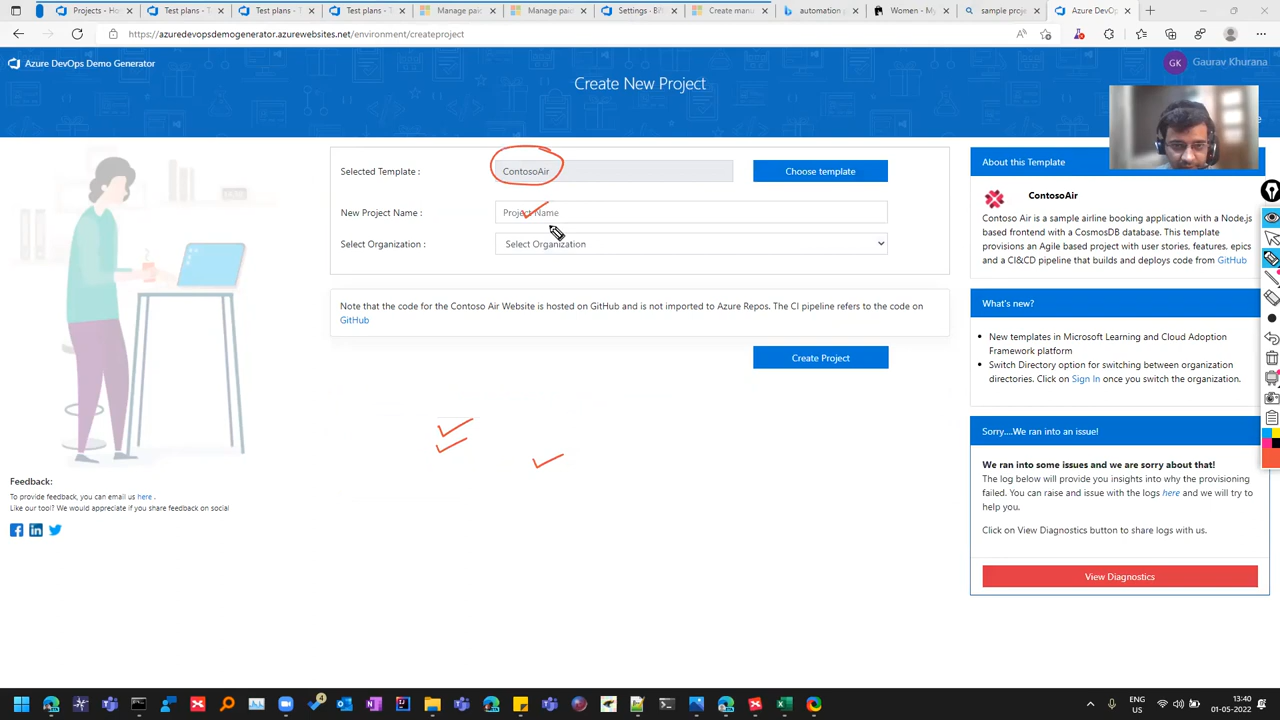 Projects - Ho
Test plans - T
Test plans - T
Test plans - T
Manage paid
Manage paid
Settings - Bi
Create manu
automation p
Women - My
sample proje
Azure DevOp
https://azuredevopsdemogenerator.azurewebsites.net/environment/createproject
Azure DevOps Demo Generator
GK
Gaurav Khurana
Create New Project
Selected Template :
ContosoAir
Choose template
New Project Name :
Project Name
Select Organization :
Select Organization
Note that the code for the Contoso Air Website is hosted on GitHub and is not imported to Azure Repos. The CI pipeline refers to the code on
GitHub
Create Project
About this Template
ContosoAir
Contoso Air is a sample airline booking application with a Node.js
based frontend with a CosmosDB database. This template
provisions an Agile based project with user stories, features, epics
and a CI&CD pipeline that builds and deploys code from GitHub
What's new?
New templates in Microsoft Learning and Cloud Adoption
Framework platform
Switch Directory option for switching between organization
directories. Click on Sign In once you switch the organization.
Sorry....We ran into an issue!
We ran into some issues and we are sorry about that!
The log below will provide you insights into why the provisioning
failed. You can raise and issue with the logs here and we will try to
help you.
Click on View Diagnostics button to share logs with us.
View Diagnostics
Feedback:
To provide feedback, you can email us here .
Like our tool? We would appreciate if you share feedback on social
4
ENG
US
13:40
01-05-2022